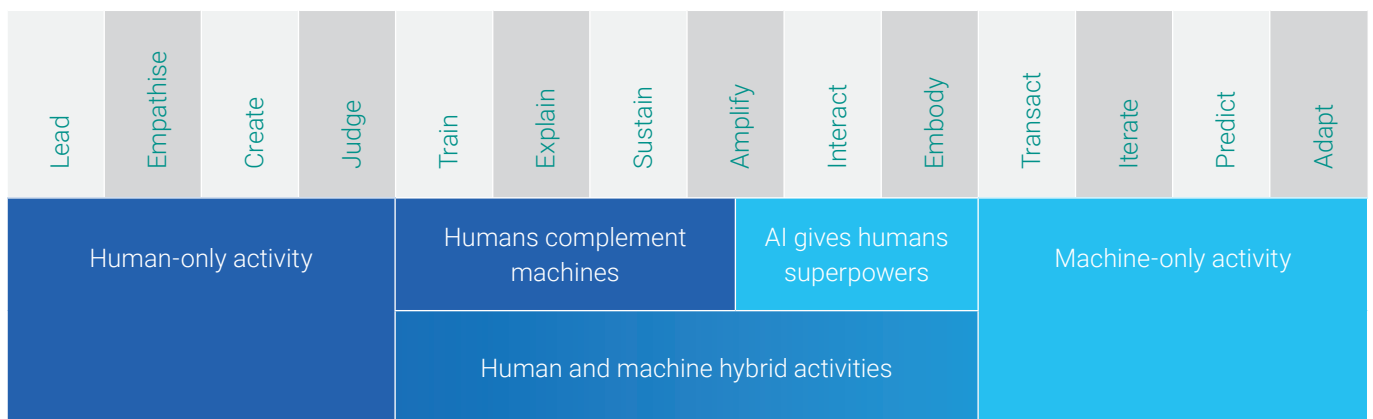 Lead
Empathise
Create
Judge
Train
Explain
Sustain
Amplify
Interact
Embody
Transact
Iterate
Predict
Adapt
Human-only activity
Humans complement
machines
AI gives humans
superpowers
Machine-only activity
Human and machine hybrid activities